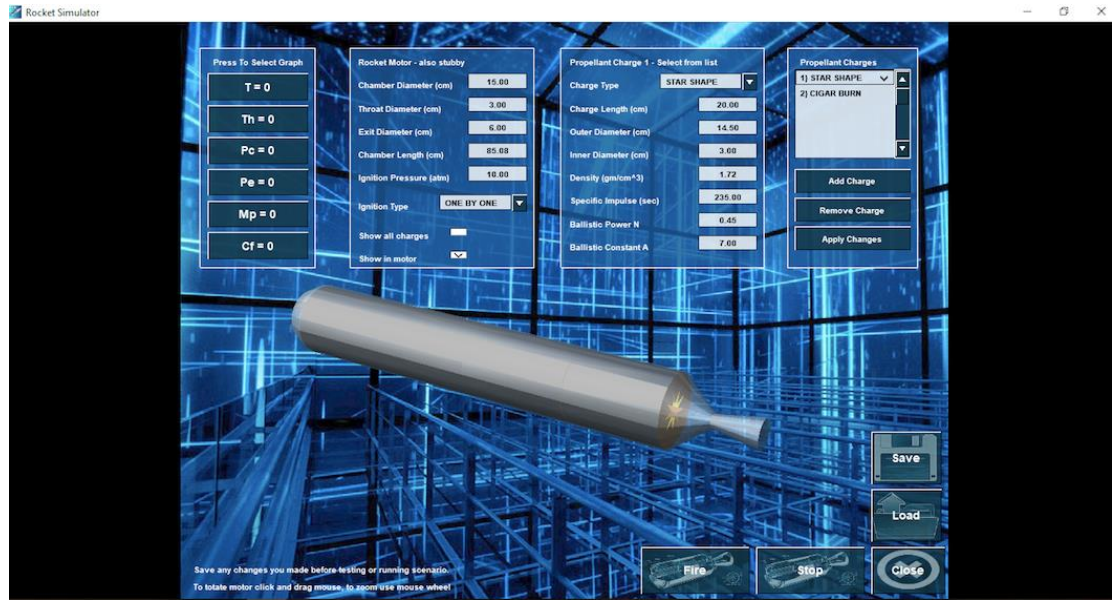 Rocket Simulator
Press To Select Graph
T = 0
Th = 0
Pc = 0
Pe = 0
Mp = 0
Cf = 0
Rocket Motor - also stubby
Chamber Diameter (cm) 15.00
Throat Diameter (cm) 3.00
Exit Diameter (cm) 6.00
Chamber Length (cm) 85.08
Ignition Pressure (atm) 10.00
Ignition Type ONE BY ONE
Show all charges
Show in motor
Propellant Charge 1 - Select from list
Charge Type STAR SHAPE
Charge Length (cm) 20.00
Outer Diameter (cm) 14.50
Inner Diameter (cm) 3.00
Density (gm/cm^3) 1.72
Specific Impulse (sec) 235.00
Ballistic Power N 0.45
Ballistic Constant A 7.00
Propellant Charges
1) STAR SHAPE
2) CIGAR BURN
Add Charge
Remove Charge
Apply Changes
Save
Load
Fire
Stop
Close
Save any changes you made before testing or running scenario.
To totate motor click and drag mouse, to zoom use mouse wheel